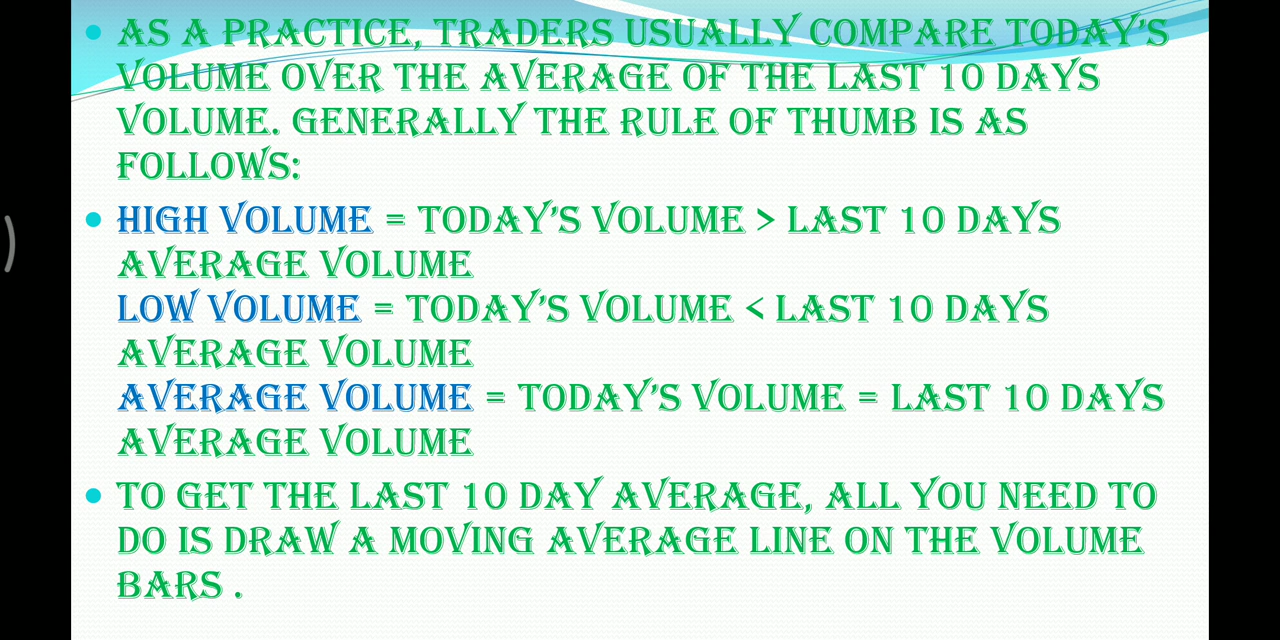 AS A PRACTICE, TRADERS USUALLY COMPARE TODAY'S
VOLUME OVER THE AVERAGE OF THE LAST 10 DAYS
VOLUME. GENERALLY THE RULE OF THUMB IS AS
FOLLOWS:
HIGH VOLUME = TODAY'S VOLUME > LAST 10 DAYS
AVERAGE VOLUME
LOW VOLUME = TODAY'S VOLUME < LAST 10 DAYS
AVERAGE VOLUME
AVERAGE VOLUME = TODAY'S VOLUME = LAST 10 DAYS
AVERAGE VOLUME
TO GET THE LAST 10 DAY AVERAGE, ALL YOU NEED TO
DO IS DRAW A MOVING AVERAGE LINE ON THE VOLUME
BARS .